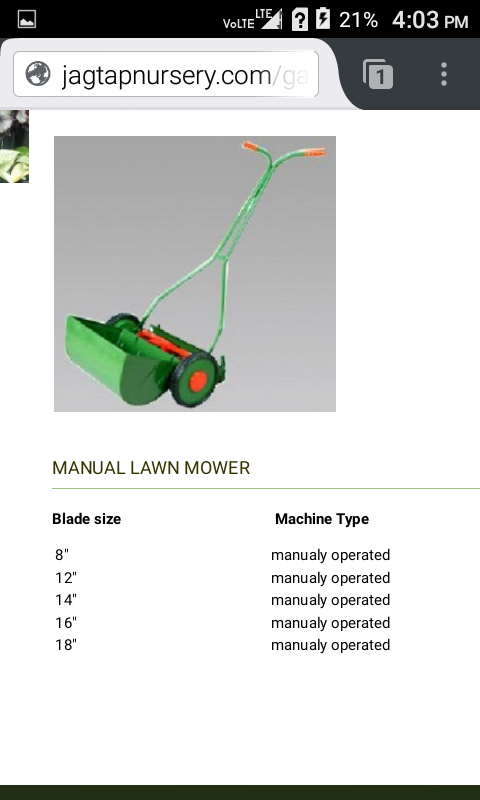 VoLTE LTE 21% 4:03 PM
jagtapnursery.com/ga
1
MANUAL LAWN MOWER
Blade size Machine Type
8" manualy operated
12" manualy operated
14" manualy operated
16" manualy operated
18" manualy operated